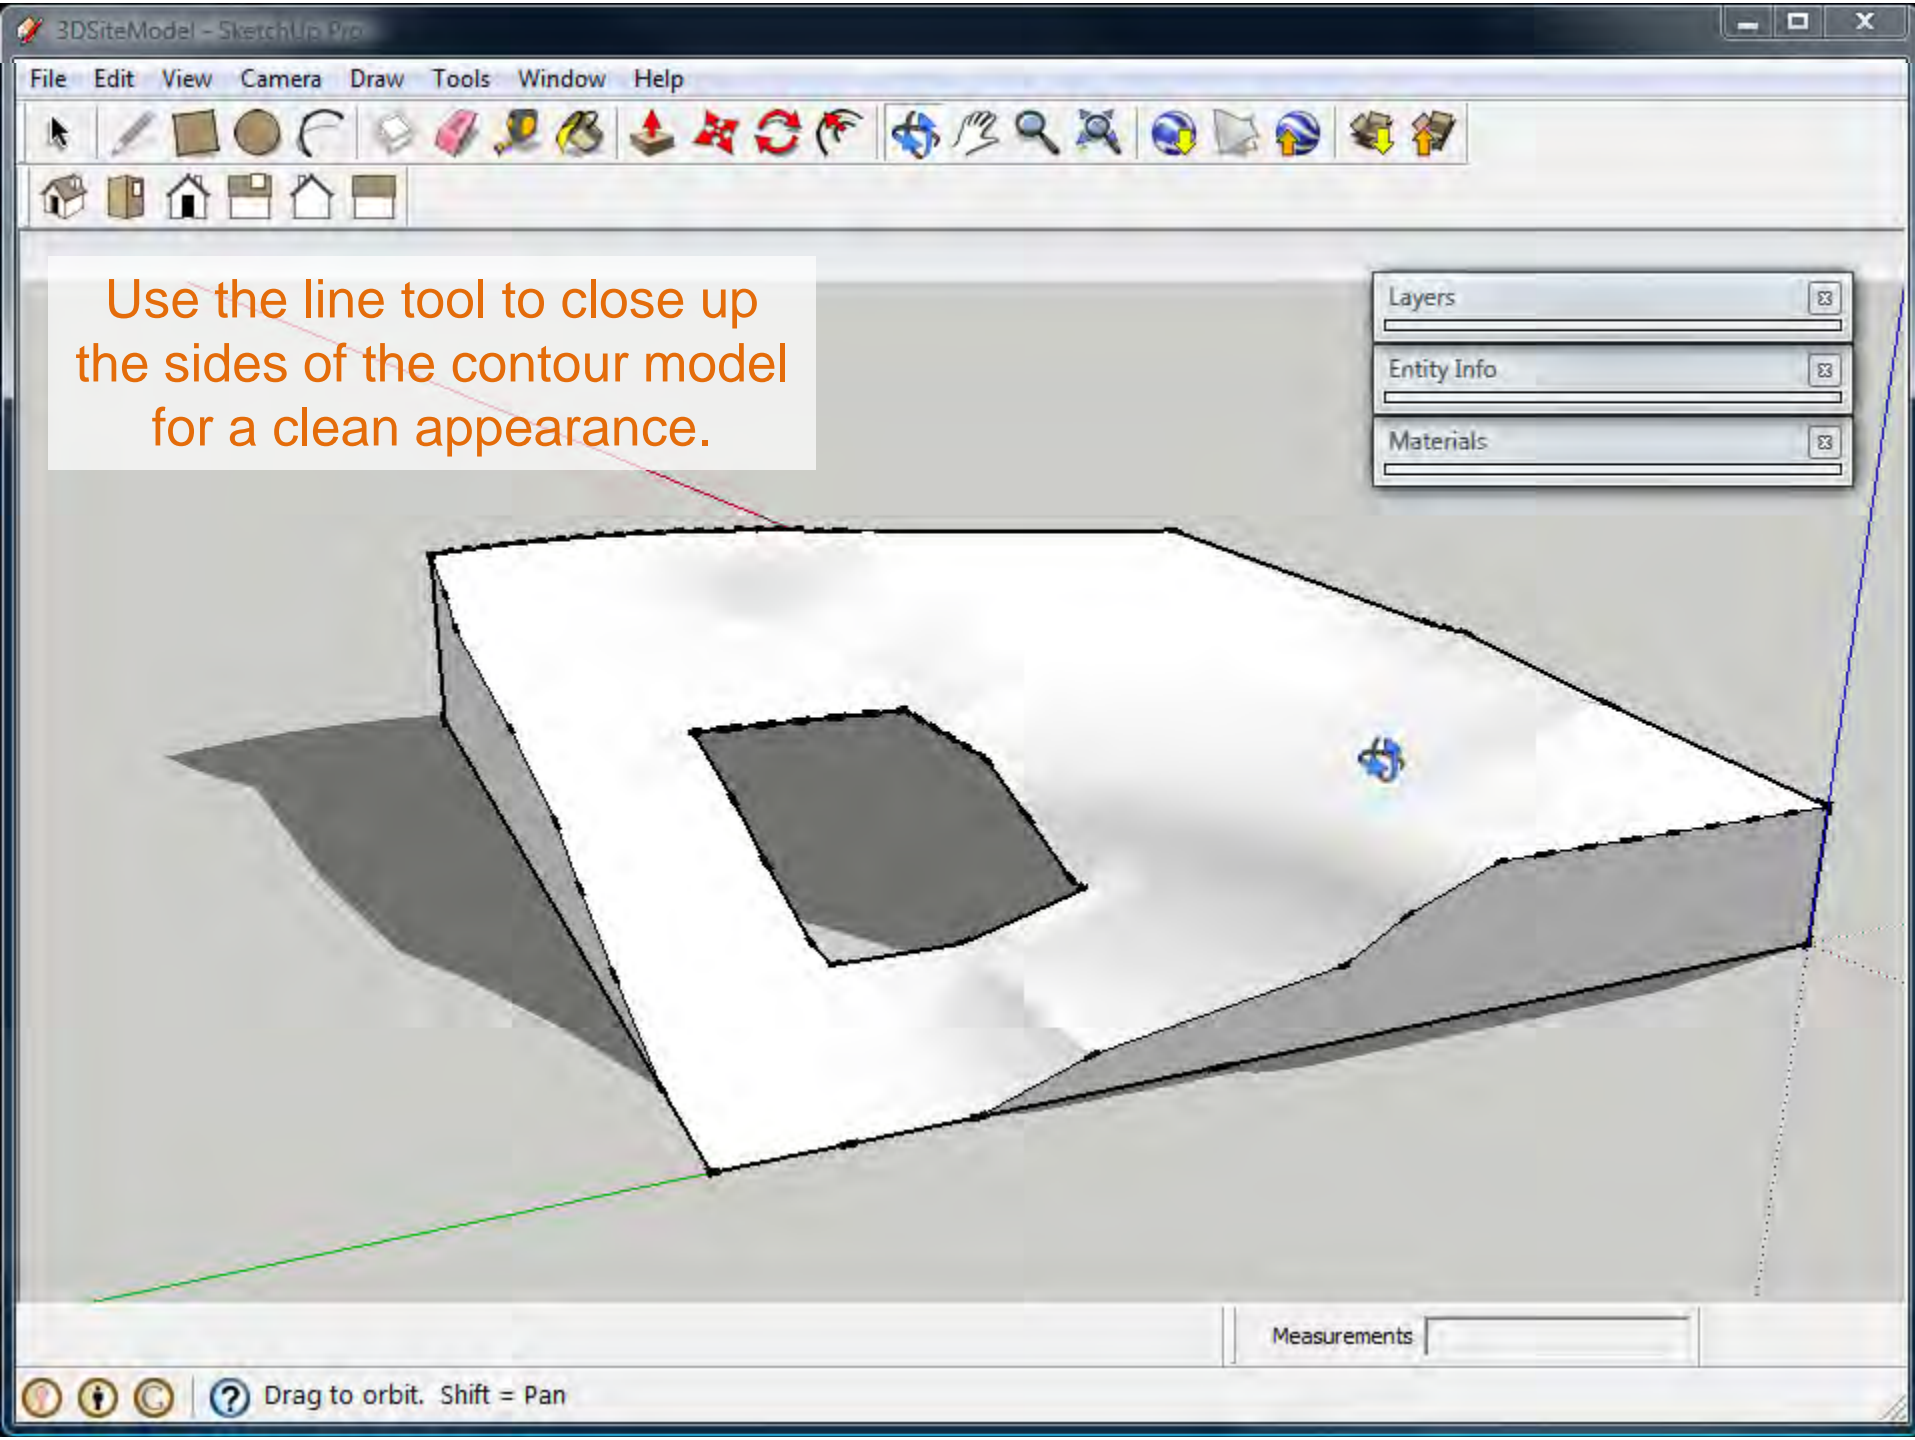 3DSiteModel - SketchUp Pro
File Edit View Camera Draw Tools Window Help
Use the line tool to close up
the sides of the contour model
for a clean appearance.
Layers
Entity Info
Materials
Measurements
Drag to orbit. Shift = Pan